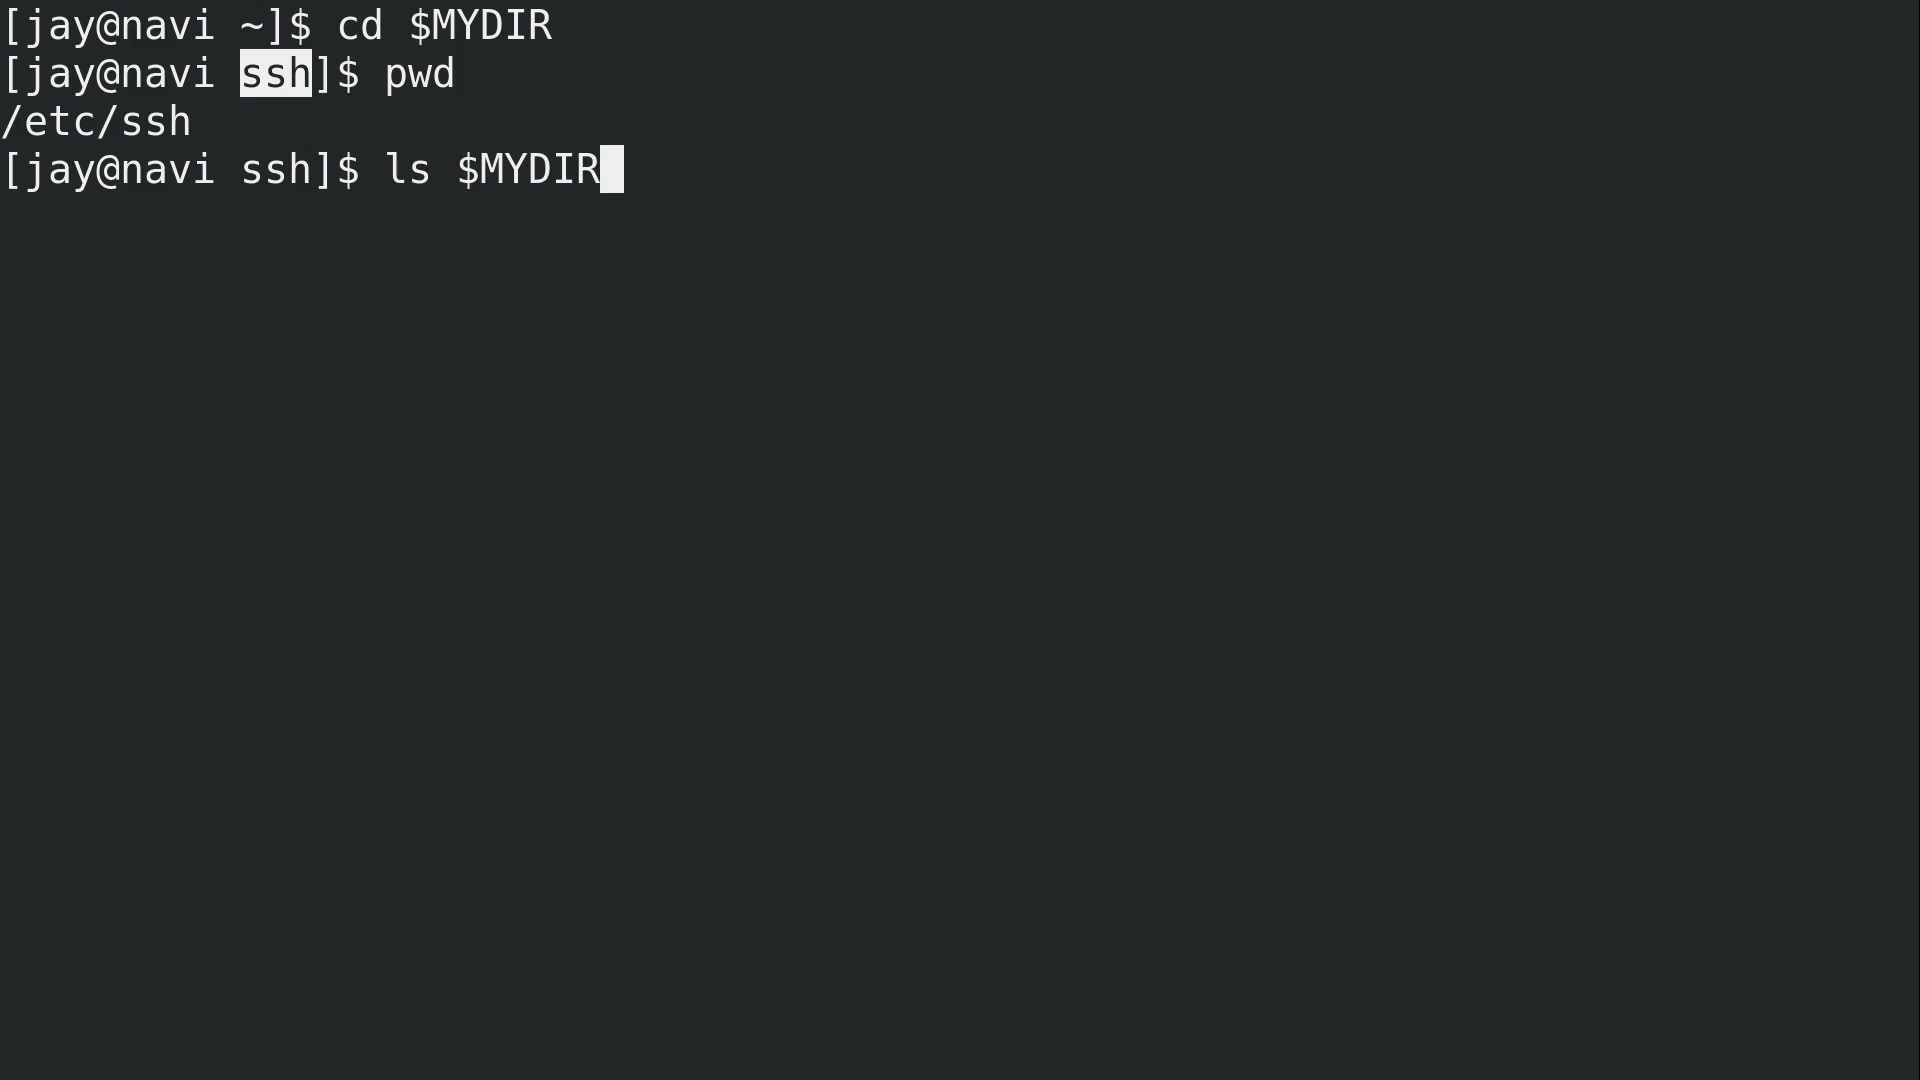 [jay@navi ~]$ cd $MYDIR
[jay@navi ssh]$ pwd
/etc/ssh
[jay@navi ssh]$ ls $MYDIR